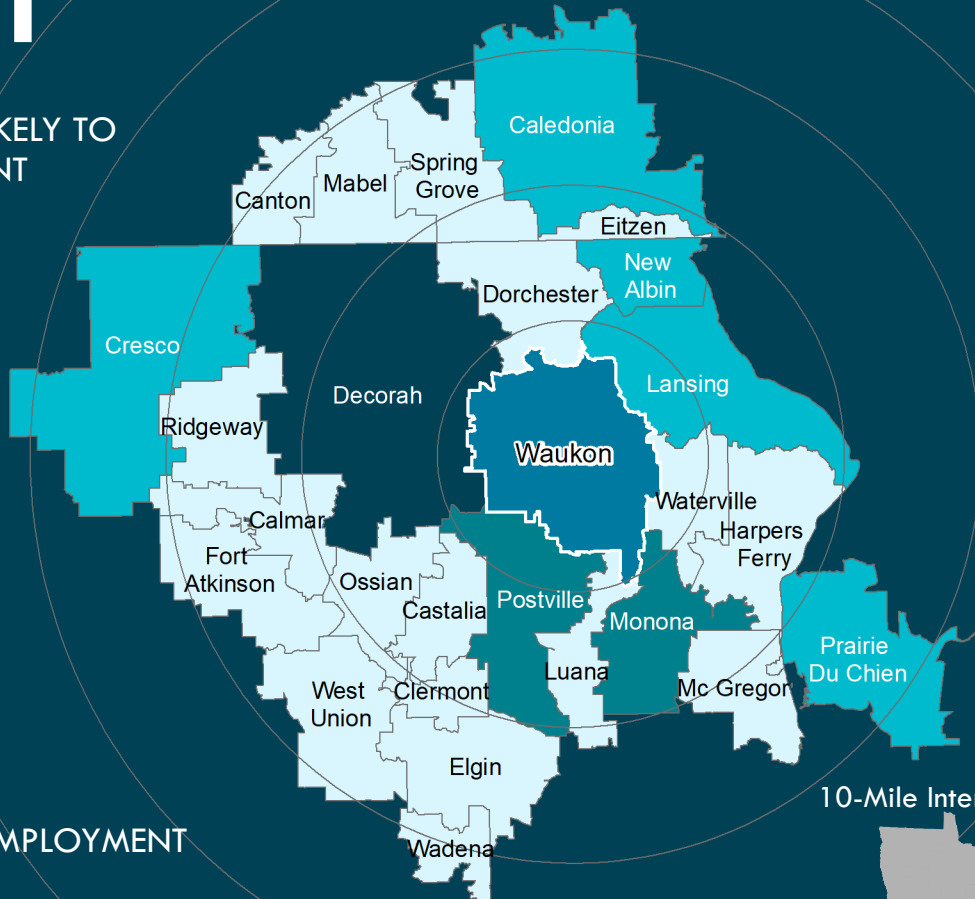 KELY TO
NT
Caledonia
Spring
Grove
Mabel
Canton
Eitzen
New
Albin
Dorchester
Cresco
Lansing
Decorah
Ridgeway
Waukon
Waterville
Calmar
Harpers
Ferry
Fort
Atkinson
Ossian
Castalia
Postville
Monona
Prairie
Du Chien
Luana
West
Union
Clermont
Mc Gregor
Elgin
10-Mile Inter
MPLOYMENT
Wadena